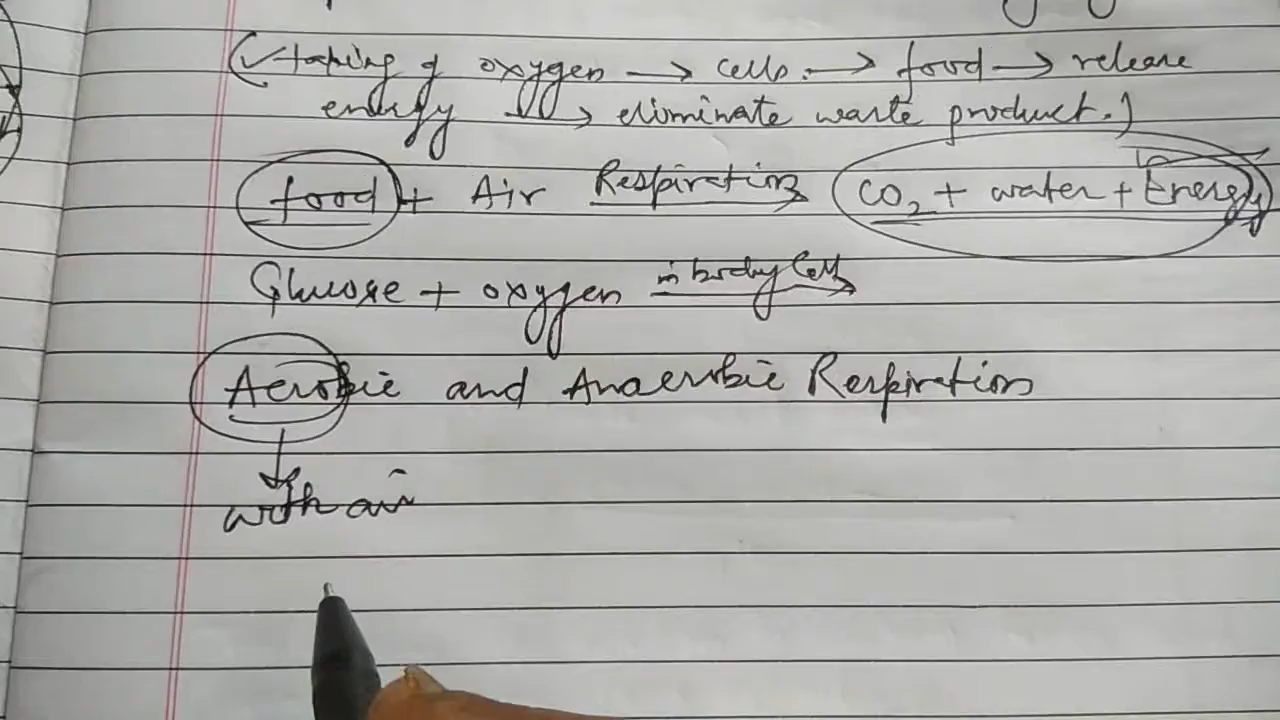 (✓taking of oxygen → cells. → food → release
energy → eliminate waste product.)
food + Air Respiration → CO₂ + water + Energy
Glucose + oxygen in body Cells →
Aerobic and Anaerobic Respiration
↓
with air